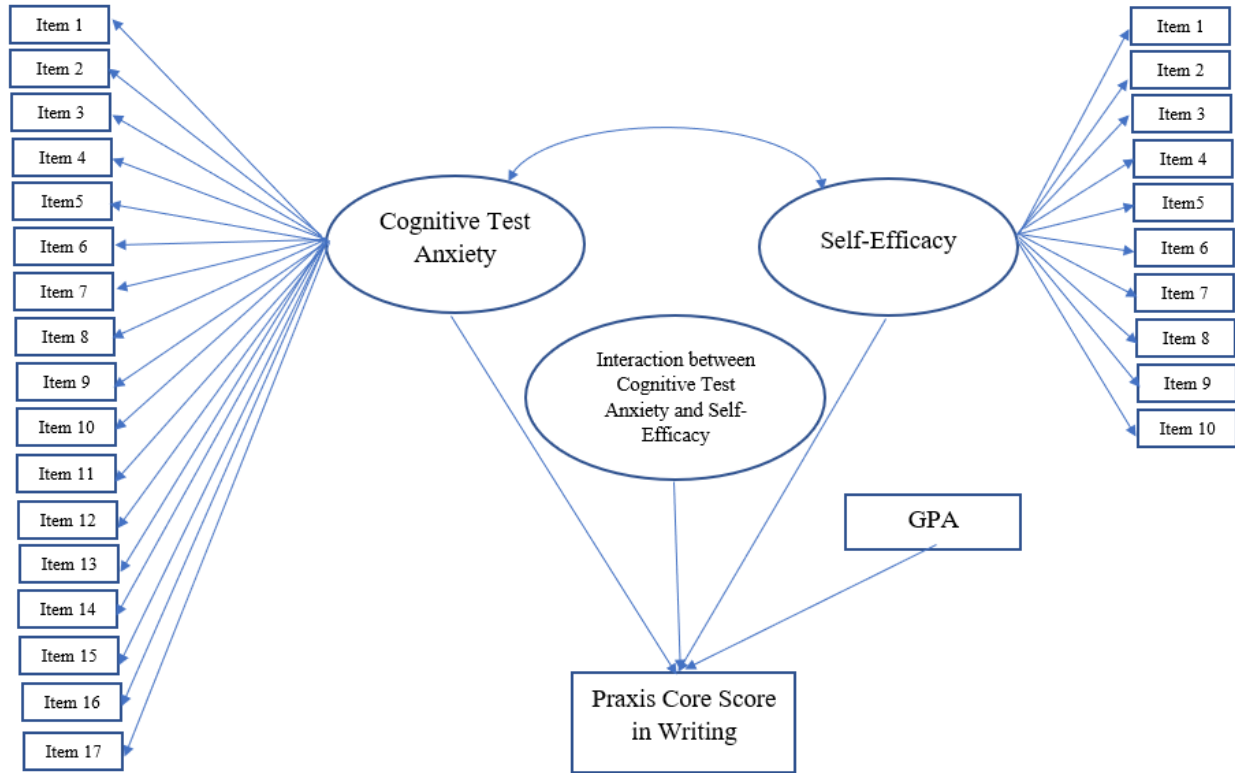 Item 1
Item 2
Item 3
Item 4
Item5
Item 6
Item 7
Item 8
Item 9
Item 10
Item 11
Item 12
Item 13
Item 14
Item 15
Item 16
Item 17
Cognitive Test
Anxiety
Self-Efficacy
Interaction between
Cognitive Test
Anxiety and Self-
Efficacy
GPA
Praxis Core Score
in Writing
Item 1
Item 2
Item 3
Item 4
Item5
Item 6
Item 7
Item 8
Item 9
Item 10